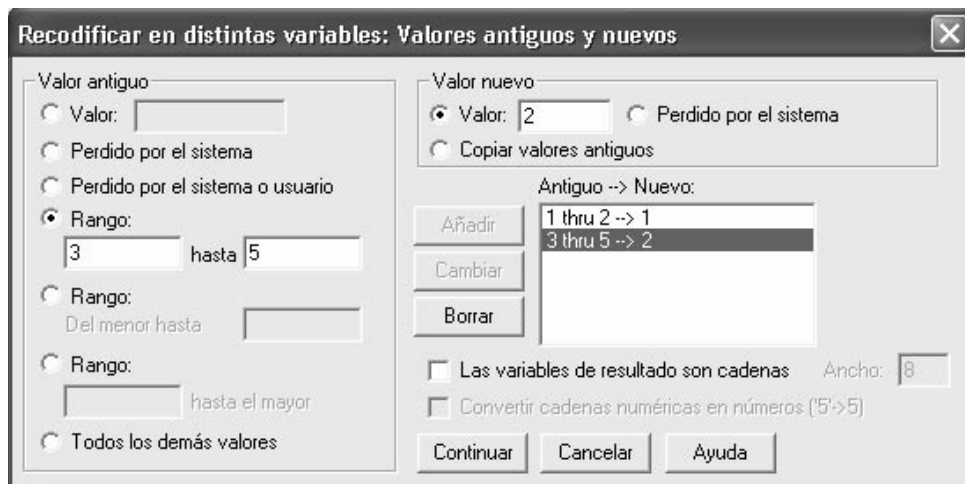 Recodificar en distintas variables: Valores antiguos y nuevos
Valor antiguo
Valor:
Perdido por el sistema
Perdido por el sistema o usuario
Rango:
3 hasta 5
Rango:
Del menor hasta
Rango:
hasta el mayor
Todos los demás valores
Valor nuevo
Valor: 2 Perdido por el sistema
Copiar valores antiguos
Antiguo --> Nuevo:
Añadir
Cambiar
Borrar
1 thru 2 --> 1
3 thru 5 --> 2
Las variables de resultado son cadenas Ancho: 8
Convertir cadenas numéricas en números ('5'->5)
Continuar Cancelar Ayuda